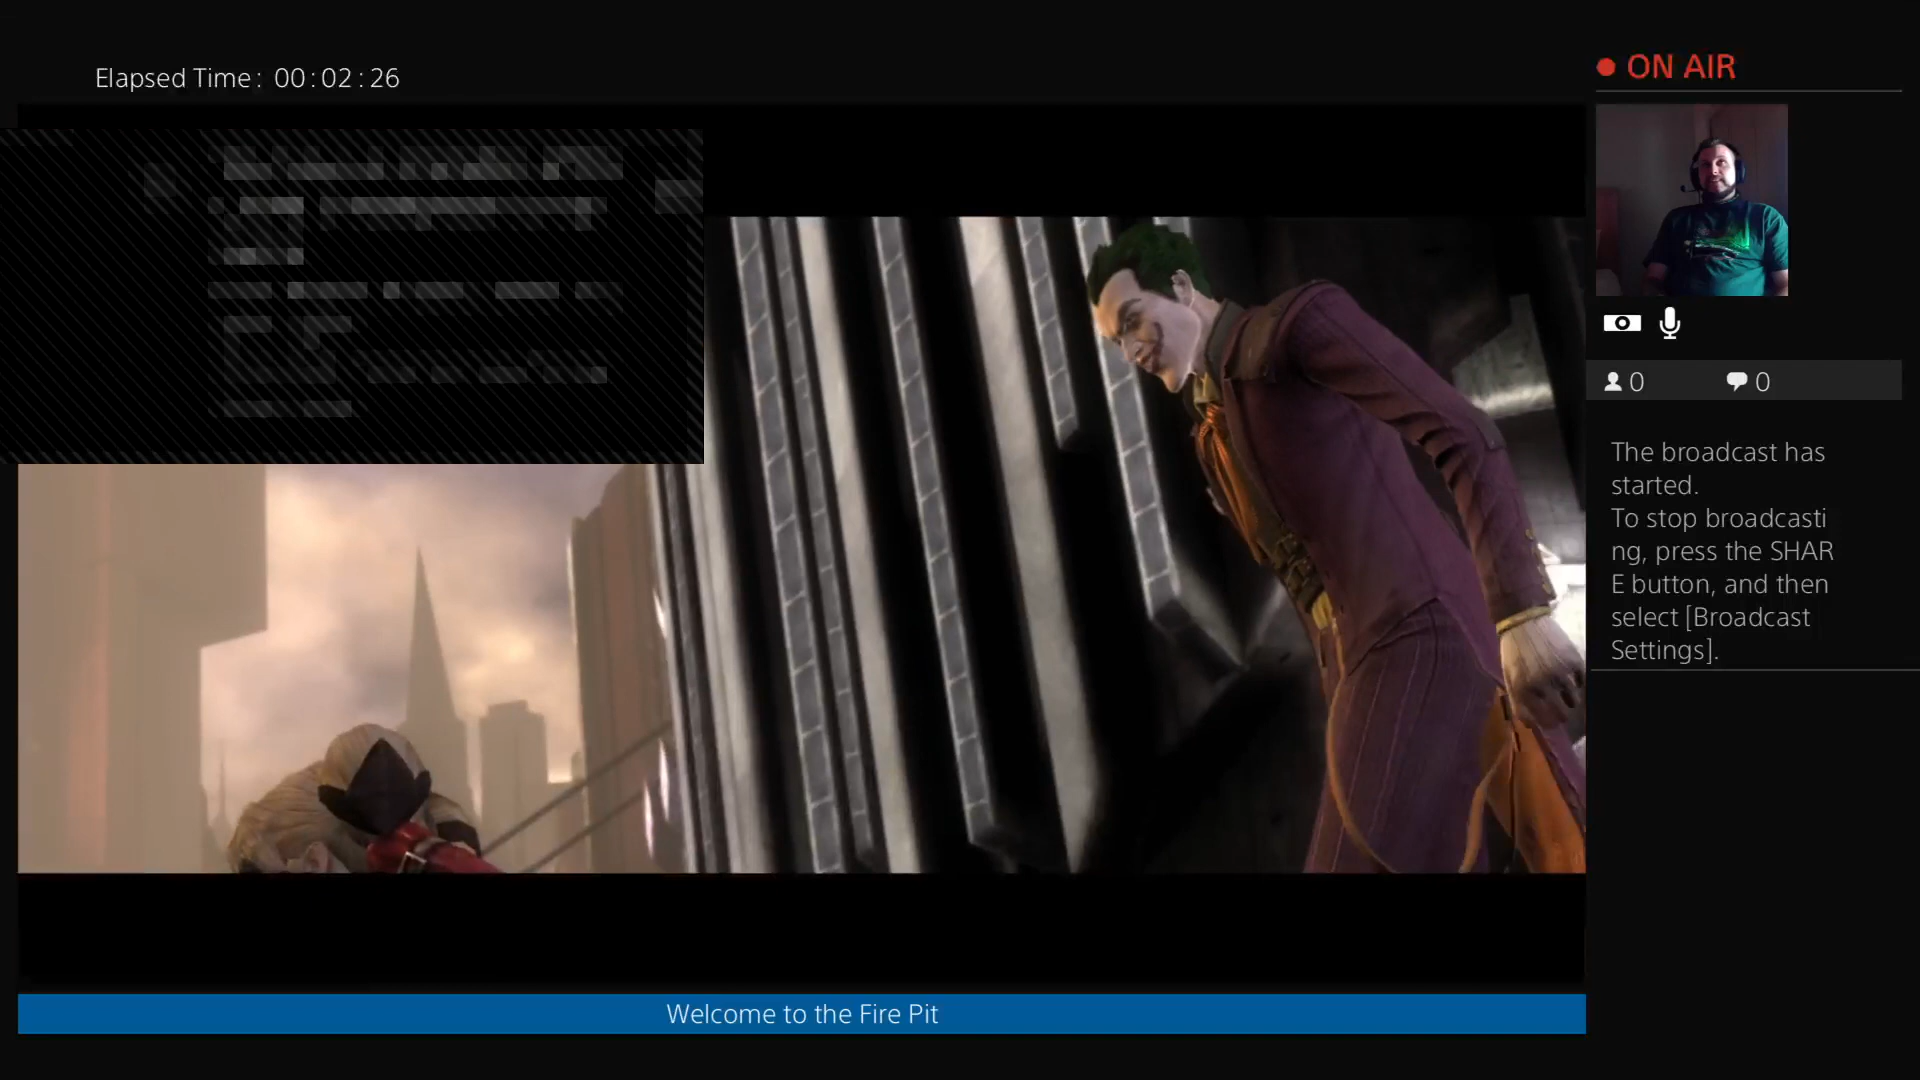 Elapsed Time: 00:02:26
ON AIR
0
0
The broadcast has
started.
To stop broadcasti
ng, press the SHAR
E button, and then
select [Broadcast
Settings].
Welcome to the Fire Pit